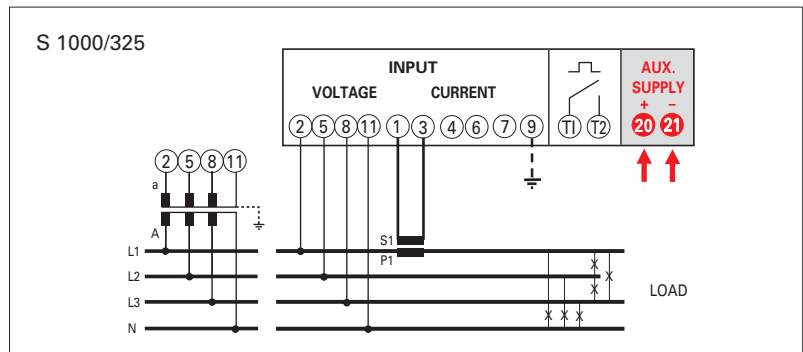 S 1000/325
INPUT
VOLTAGE CURRENT
2 5 8 11 1 3 4 6 7 9
T1 T2
AUX.
SUPPLY
+ −
20 21
2 5 8 11
a
A
S1
P1
L1
L2
L3
N
X
X X
X
X X X
LOAD